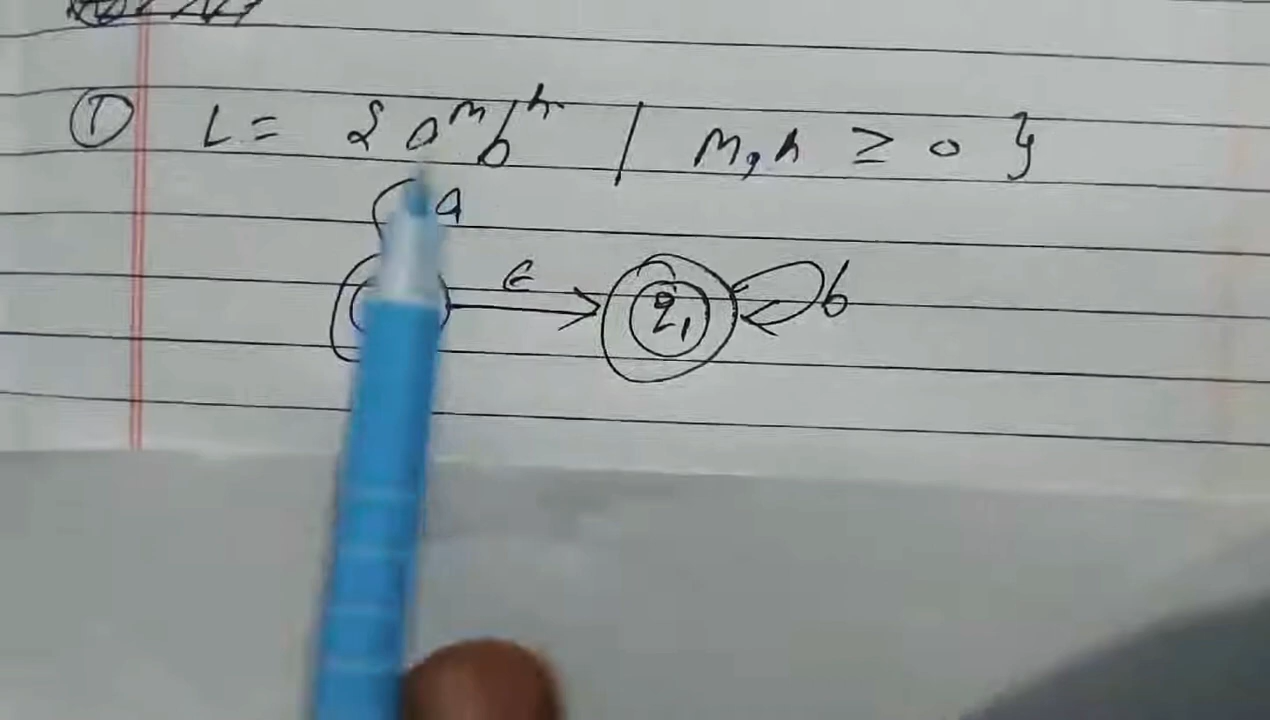 ① L = { a^m b^n | m, n ≥ 0 }
a
ε
q₁ b